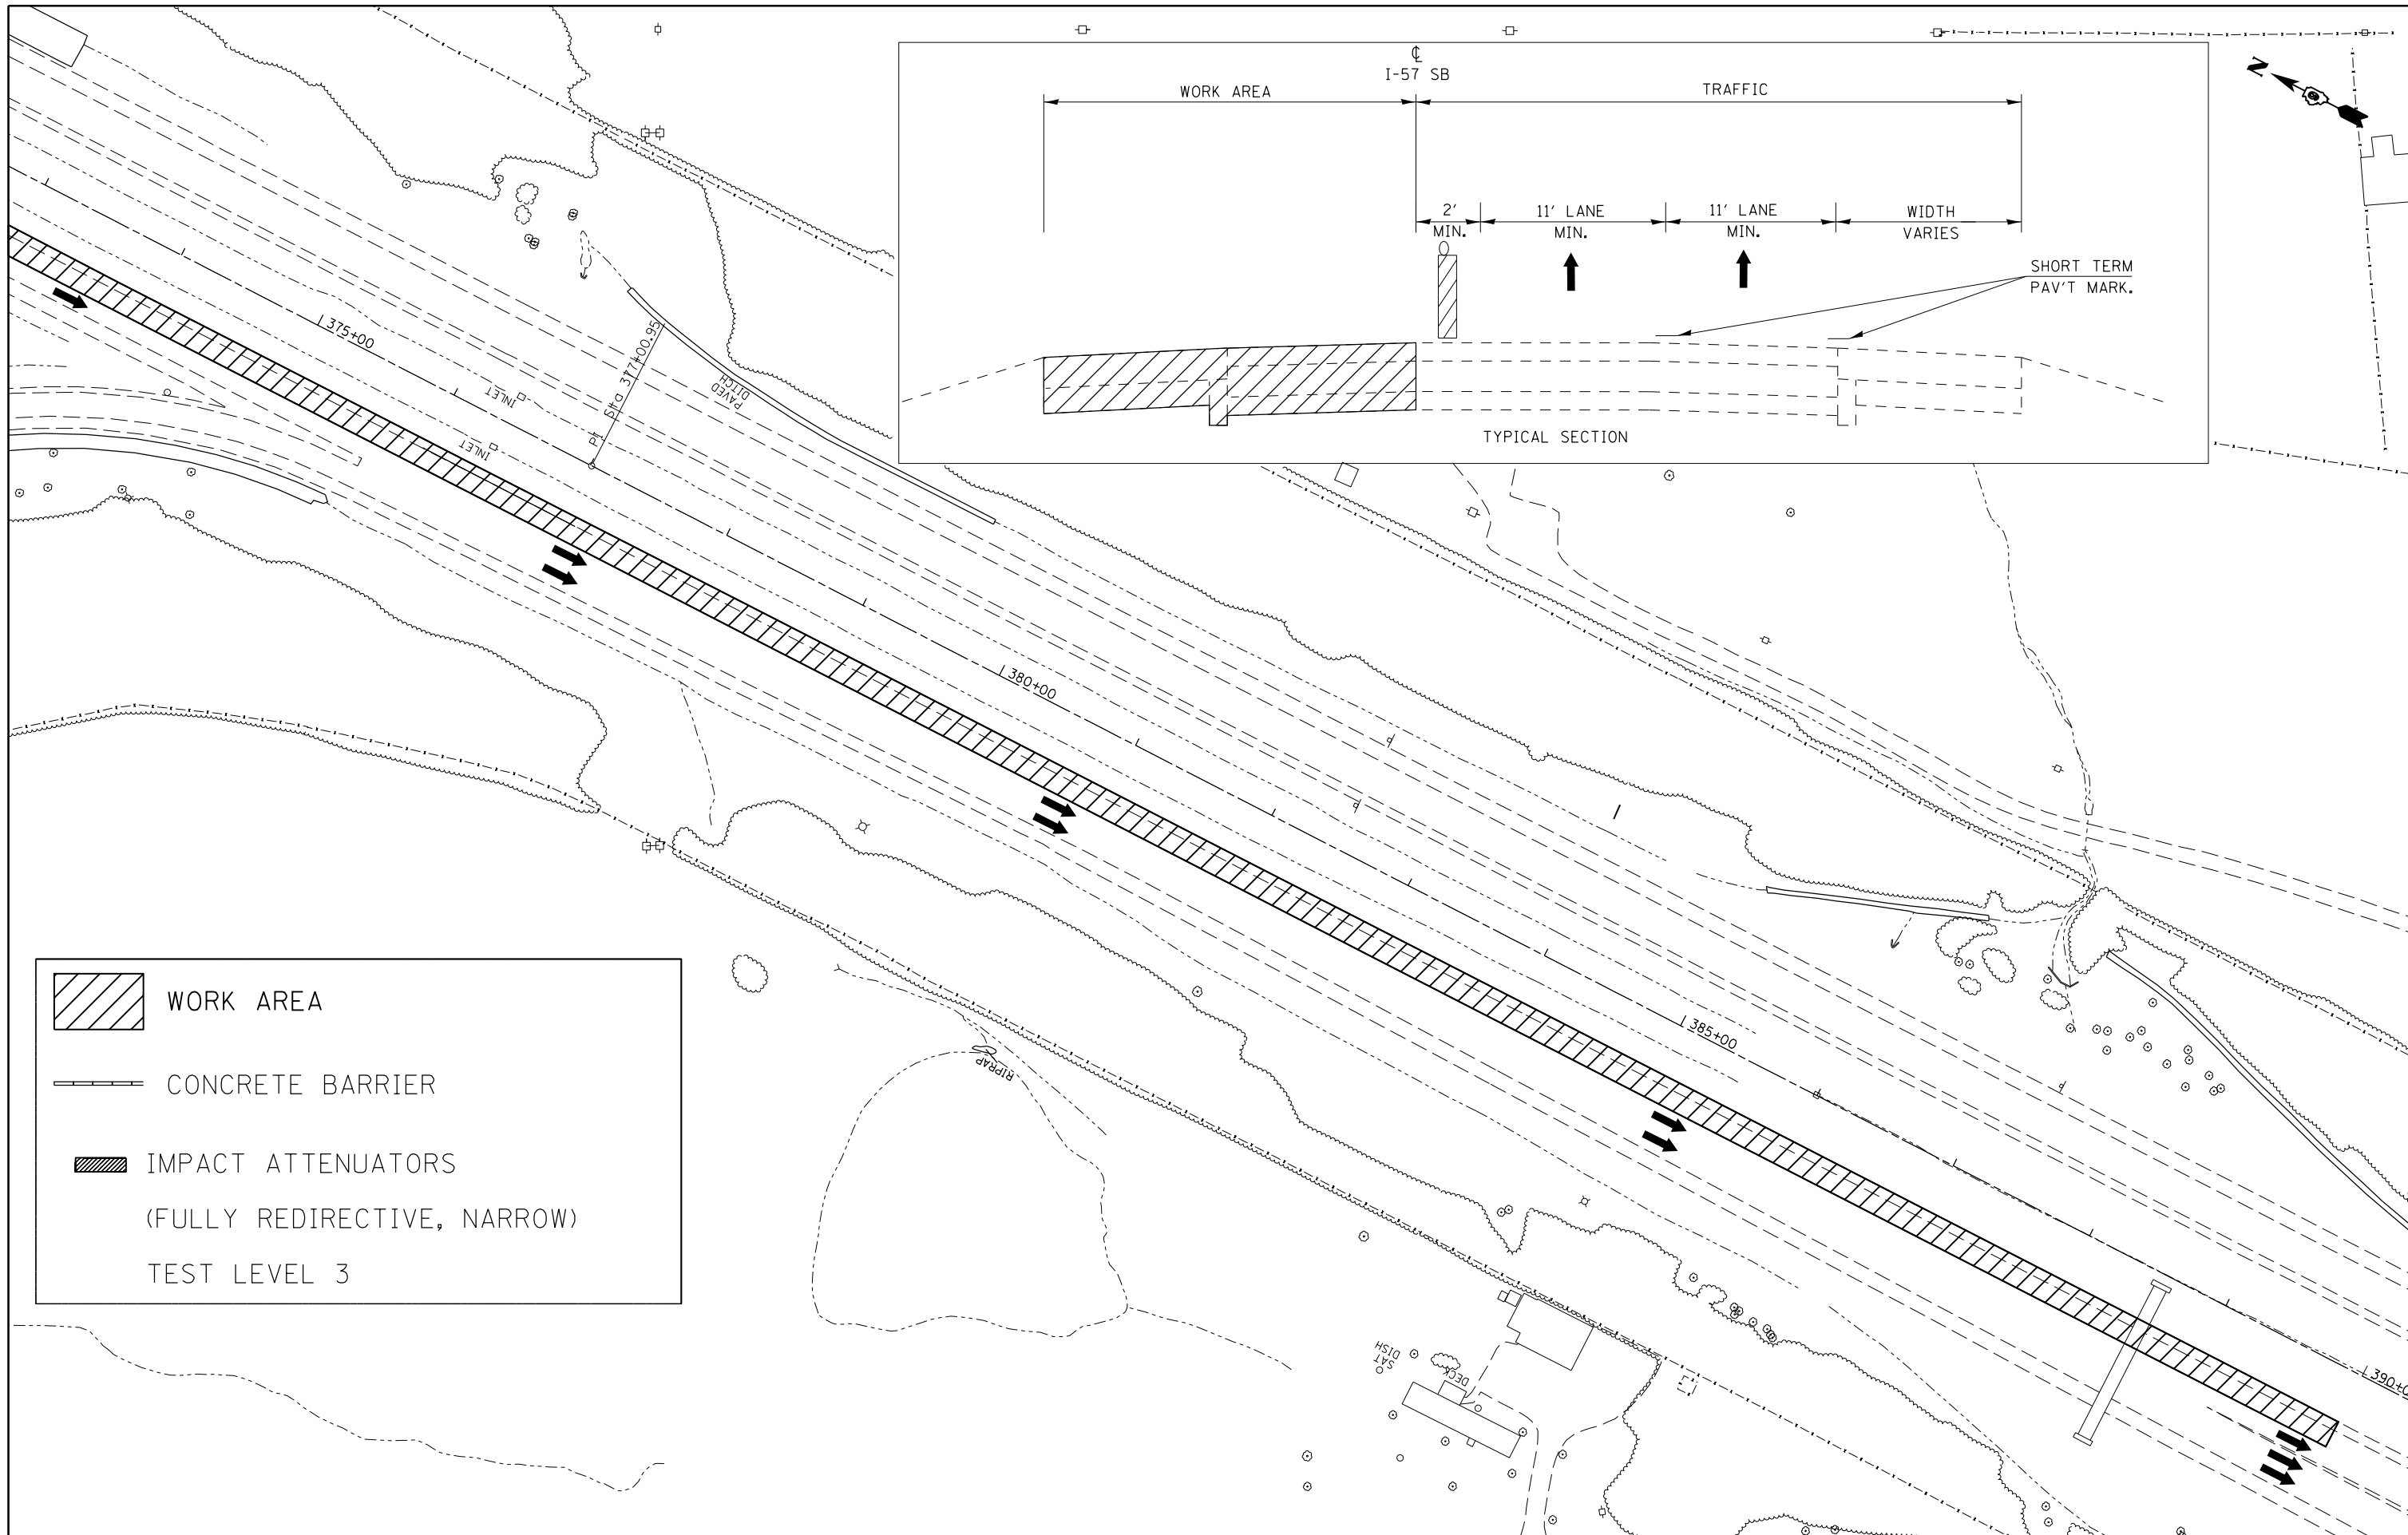 ℄
I-57 SB
WORK AREA
TRAFFIC
N
2'
MIN.
11' LANE
MIN.
11' LANE
MIN.
WIDTH
VARIES
SHORT TERM
PAV'T MARK.
TYPICAL SECTION
375+00
PI Sta 377+00.95
PAVED
DITCH
INLET
INLET
380+00
385+00
390+0
RIPRAP
SAT
DISH
DECK
WORK AREA
CONCRETE BARRIER
IMPACT ATTENUATORS
(FULLY REDIRECTIVE, NARROW)
TEST LEVEL 3